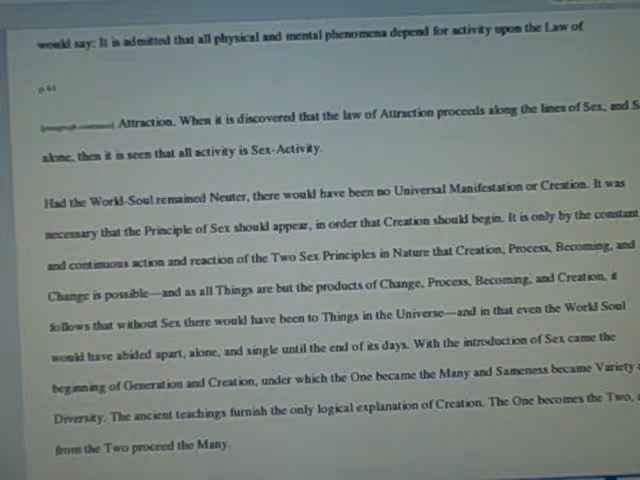 would say: It is admitted that all physical and mental phenomena depend for activity upon the Law of
[paragraph continued] Attraction. When it is discovered that the law of Attraction proceeds along the lines of Sex, and S
alone, then it is seen that all activity is Sex-Activity.
Had the World-Soul remained Neuter, there would have been no Universal Manifestation or Creation. It was
necessary that the Principle of Sex should appear, in order that Creation should begin. It is only by the constant
and continuous action and reaction of the Two Sex Principles in Nature that Creation, Process, Becoming, and
Change is possible—and as all Things are but the products of Change, Process, Becoming, and Creation, it
follows that without Sex there would have been to Things in the Universe—and in that even the World Soul
would have abided apart, alone, and single until the end of its days. With the introduction of Sex came the
beginning of Generation and Creation, under which the One became the Many and Sameness became Variety
Diversity. The ancient teachings furnish the only logical explanation of Creation. The One becomes the Two,
from the Two proceed the Many.